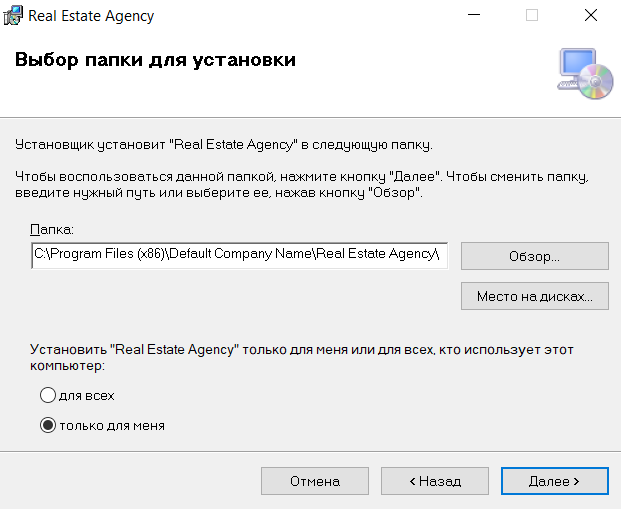 Real Estate Agency
Выбор папки для установки
Установщик установит "Real Estate Agency" в следующую папку.
Чтобы воспользоваться данной папкой, нажмите кнопку "Далее". Чтобы сменить папку,
введите нужный путь или выберите ее, нажав кнопку "Обзор".
Папка:
C:\Program Files (x86)\Default Company Name\Real Estate Agency\
Обзор...
Место на дисках...
Установить "Real Estate Agency" только для меня или для всех, кто использует этот
компьютер:
для всех
только для меня
Отмена
< Назад
Далее >